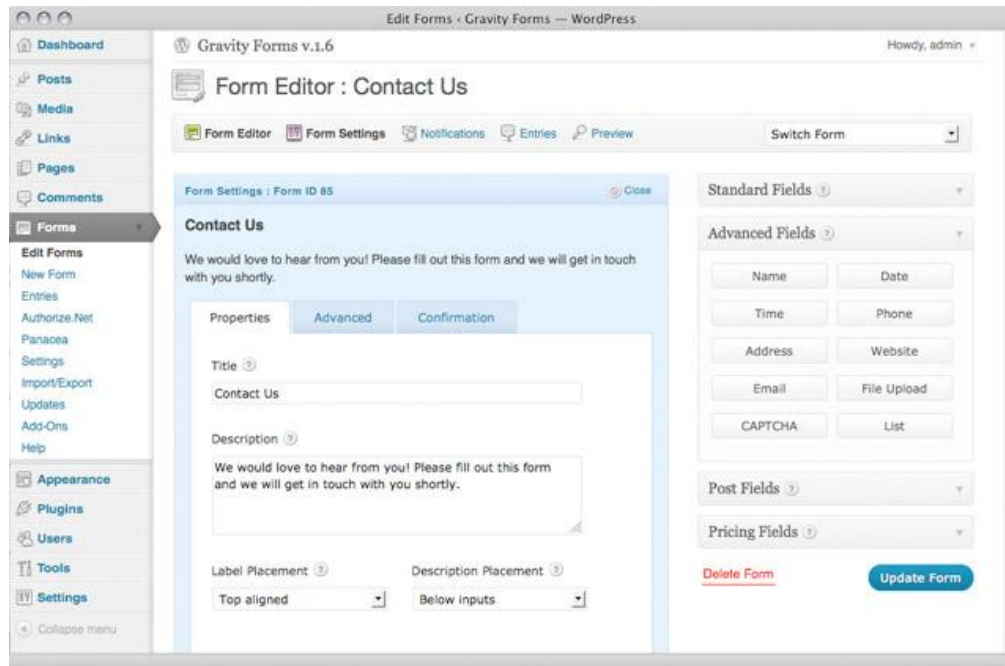 Edit Forms ‹ Gravity Forms — WordPress
Dashboard
Posts
Media
Links
Pages
Comments
Forms
Edit Forms
New Form
Entries
Authorize.Net
Panacea
Settings
Import/Export
Updates
Add-Ons
Help
Appearance
Plugins
Users
Tools
Settings
Collapse menu
Gravity Forms v.1.6
Howdy, admin
Form Editor : Contact Us
Form Editor
Form Settings
Notifications
Entries
Preview
Switch Form
Form Settings : Form ID 85
Close
Contact Us
We would love to hear from you! Please fill out this form and we will get in touch
with you shortly.
Properties
Advanced
Confirmation
Title ?
Contact Us
Description ?
We would love to hear from you! Please fill out this form
and we will get in touch with you shortly.
Label Placement ?
Description Placement ?
Top aligned
Below inputs
Standard Fields ?
Advanced Fields ?
Name
Date
Time
Phone
Address
Website
Email
File Upload
CAPTCHA
List
Post Fields ?
Pricing Fields ?
Delete Form
Update Form